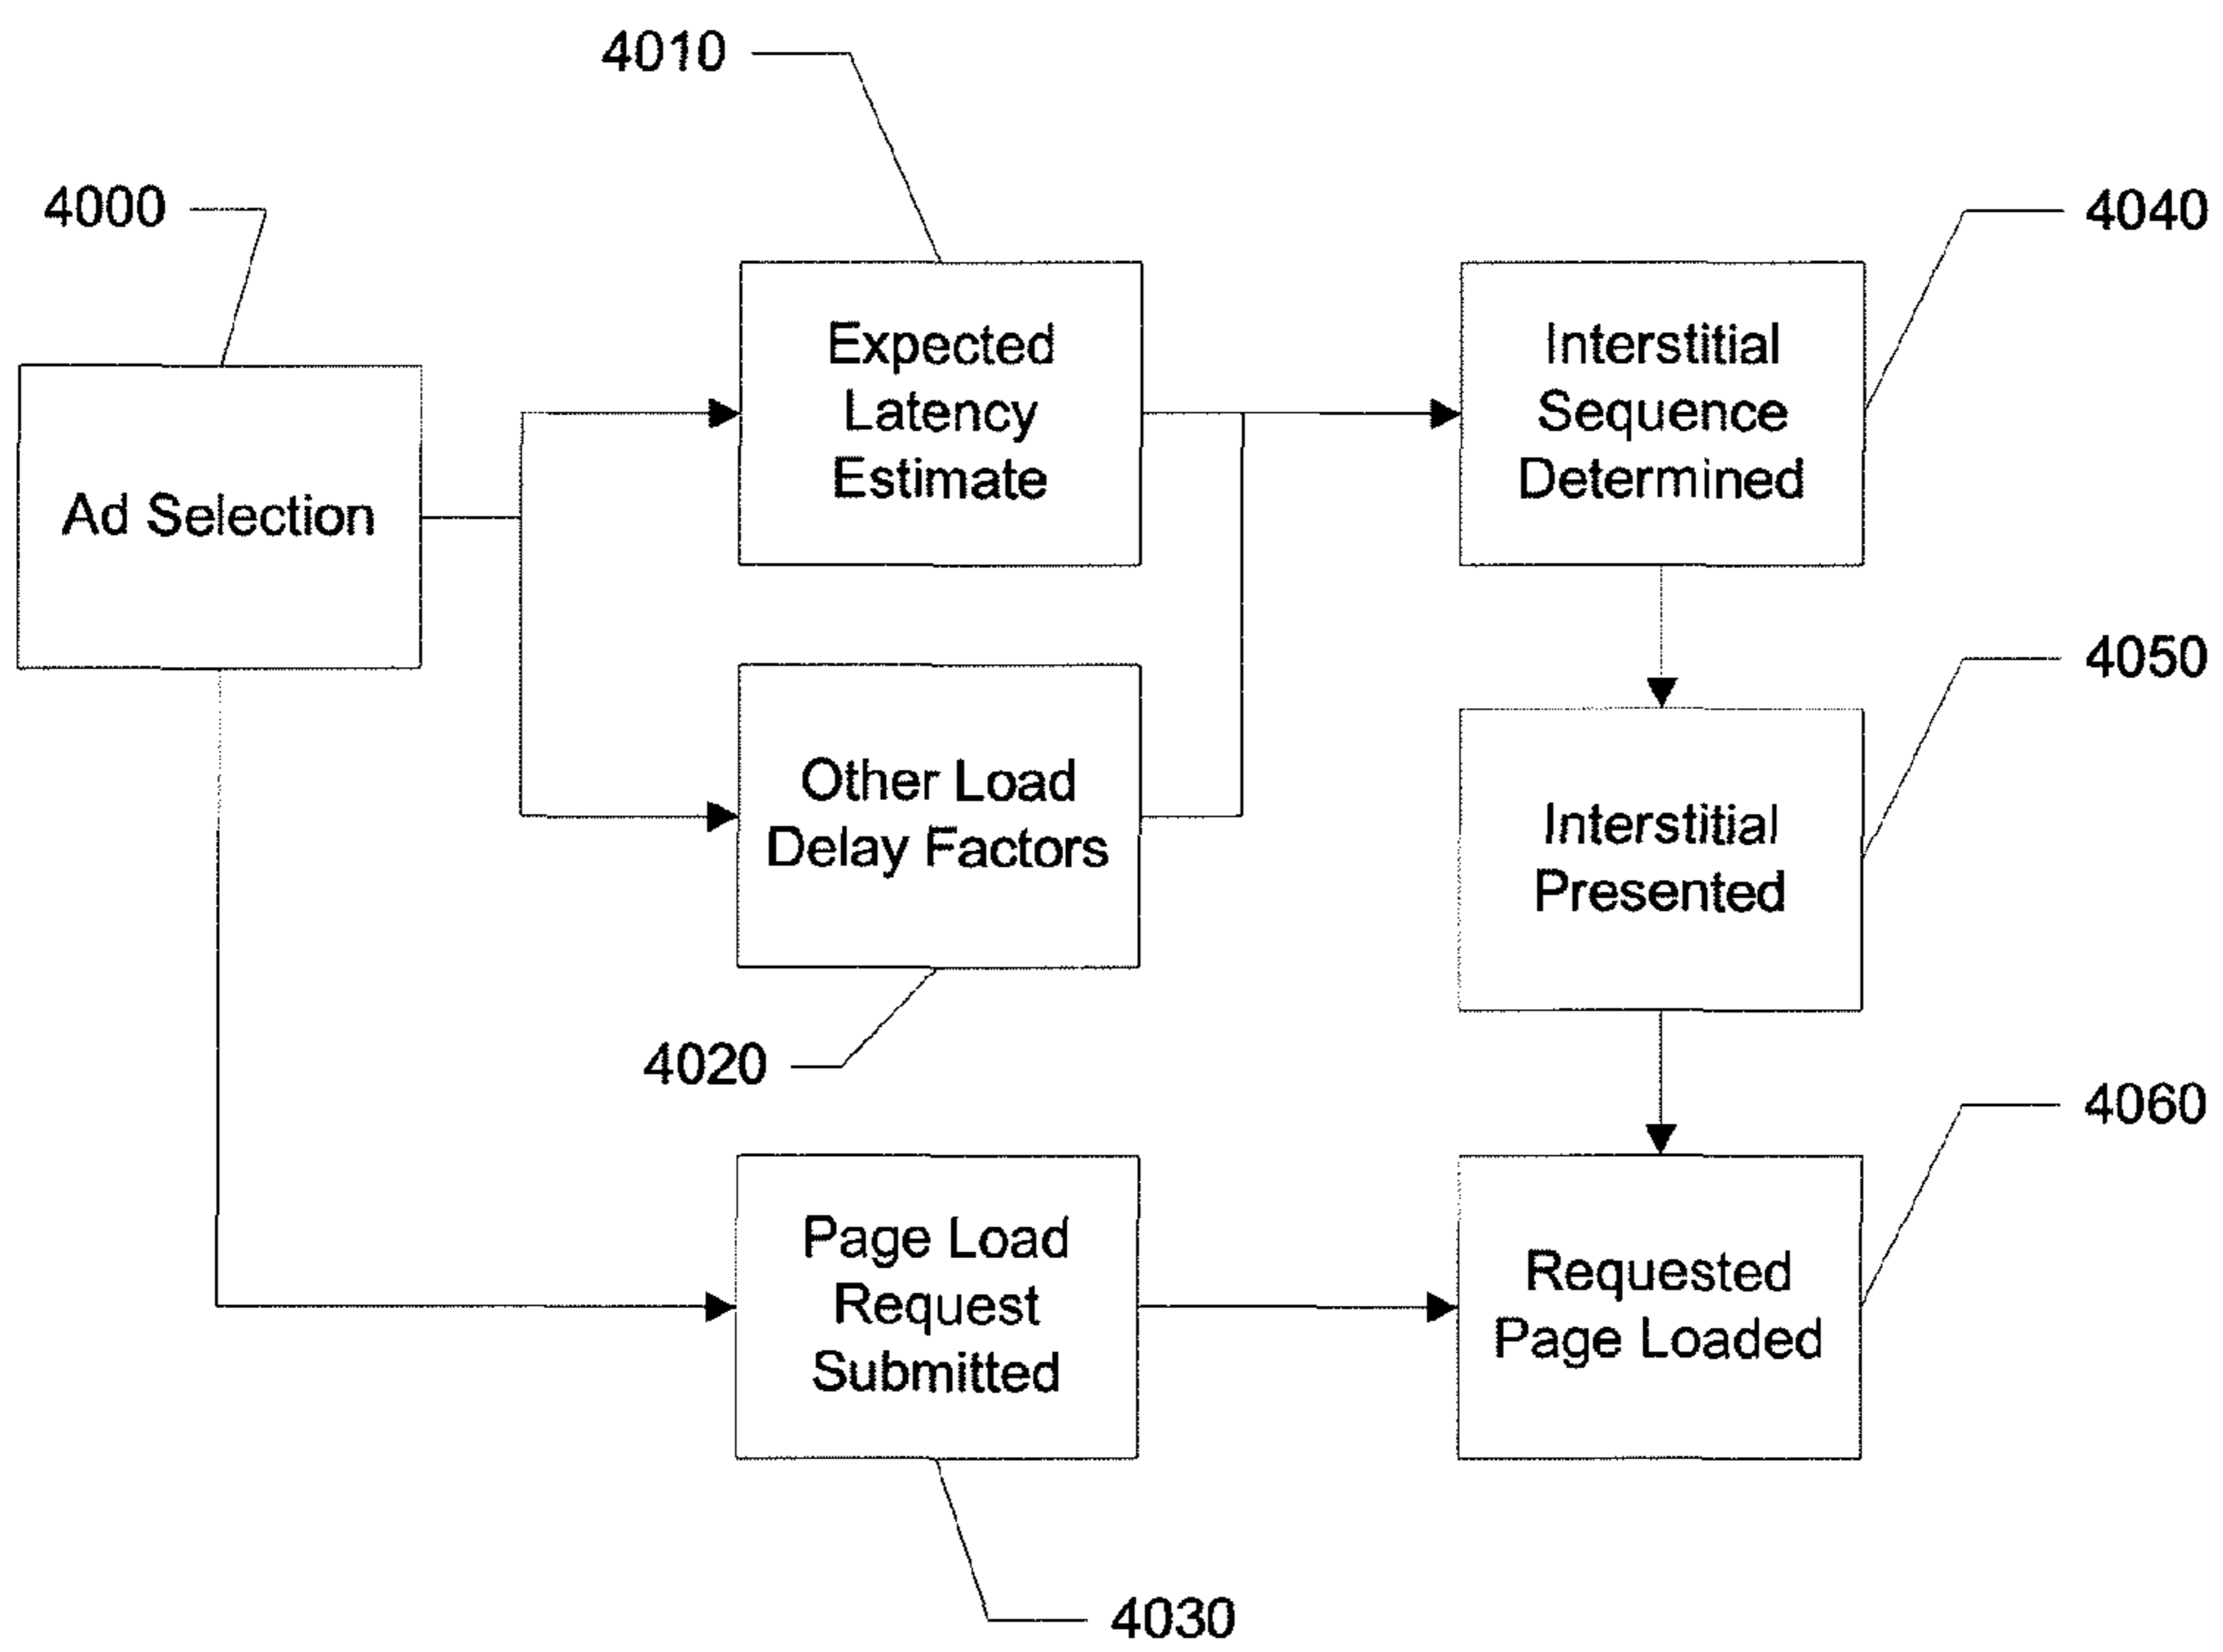 4010
4000
4040
Expected
Latency
Estimate
Interstitial
Sequence
Determined
Ad Selection
4050
Other Load
Delay Factors
Interstitial
Presented
4020
4060
Page Load
Request
Submitted
Requested
Page Loaded
4030